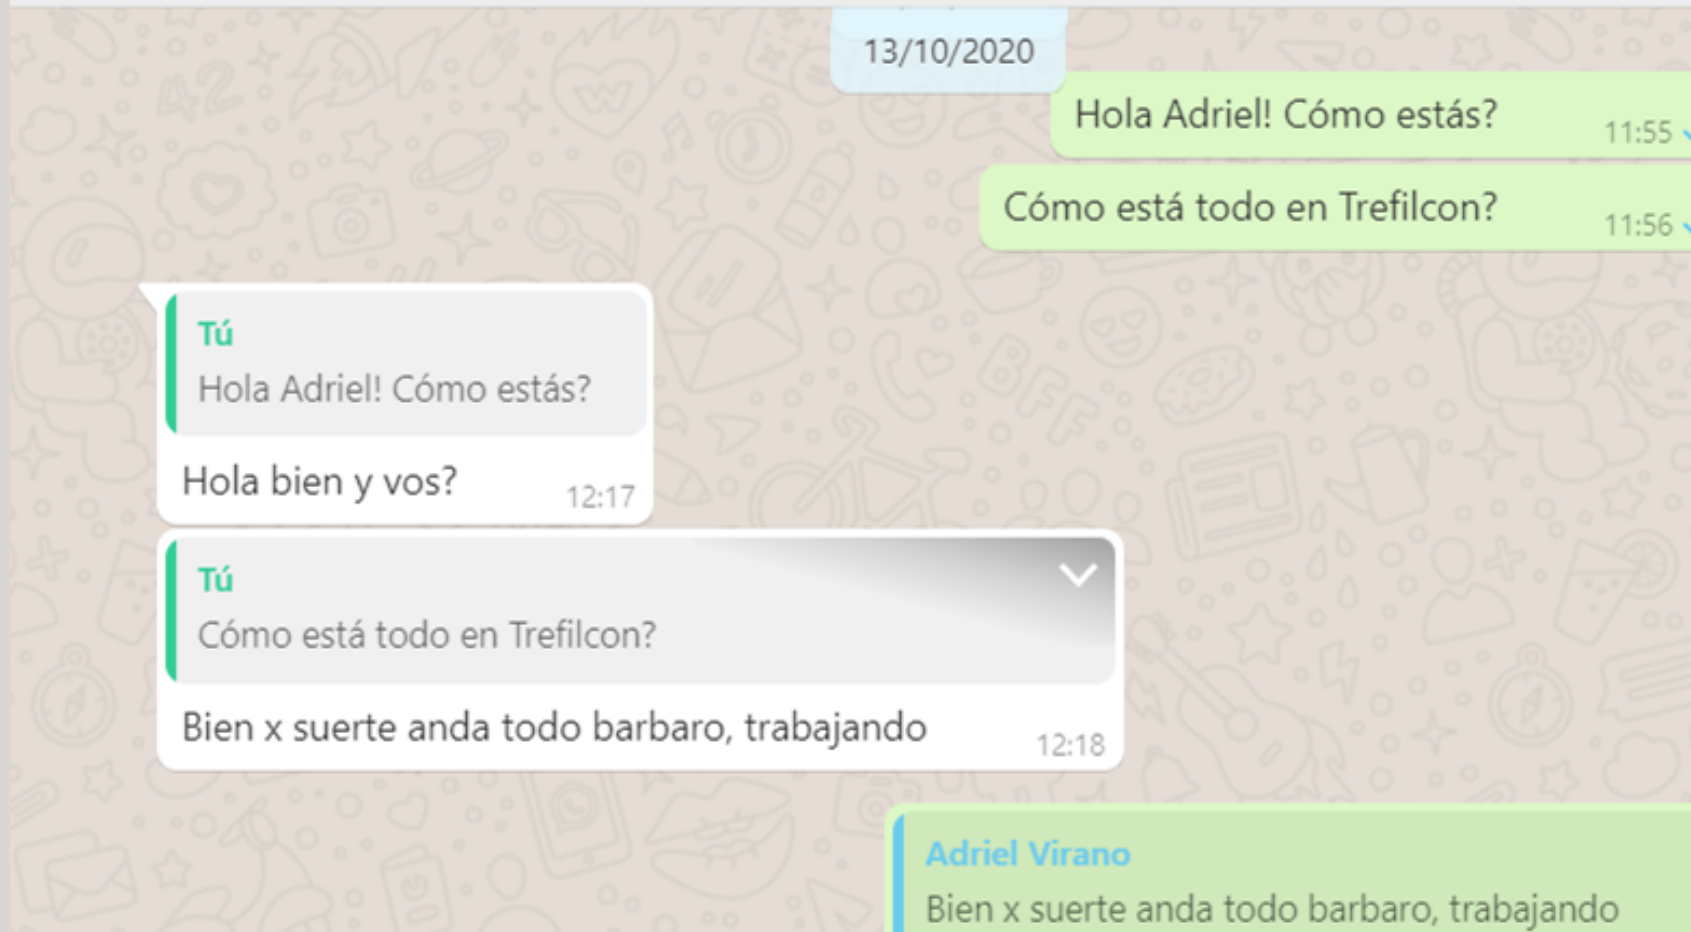 13/10/2020
Hola Adriel! Cómo estás?
11:55
Cómo está todo en Trefilcon?
11:56
Tú
Hola Adriel! Cómo estás?
Hola bien y vos?
12:17
Tú
Cómo está todo en Trefilcon?
Bien x suerte anda todo barbaro, trabajando
12:18
Adriel Virano
Bien x suerte anda todo barbaro, trabajando